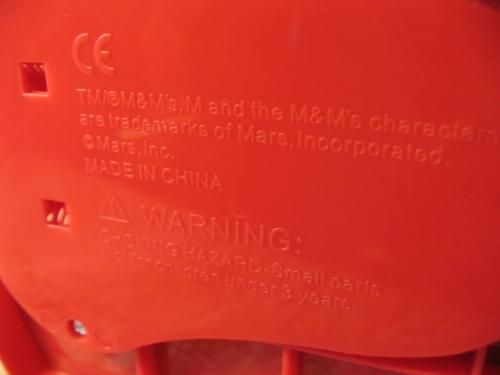 CE
TM/®M&M's, M and the M&M's characters
are trademarks of Mars, Incorporated.
©Mars, Inc.
MADE IN CHINA
⚠ WARNING:
CHOKING HAZARD-Small parts
not for children under 3 years.